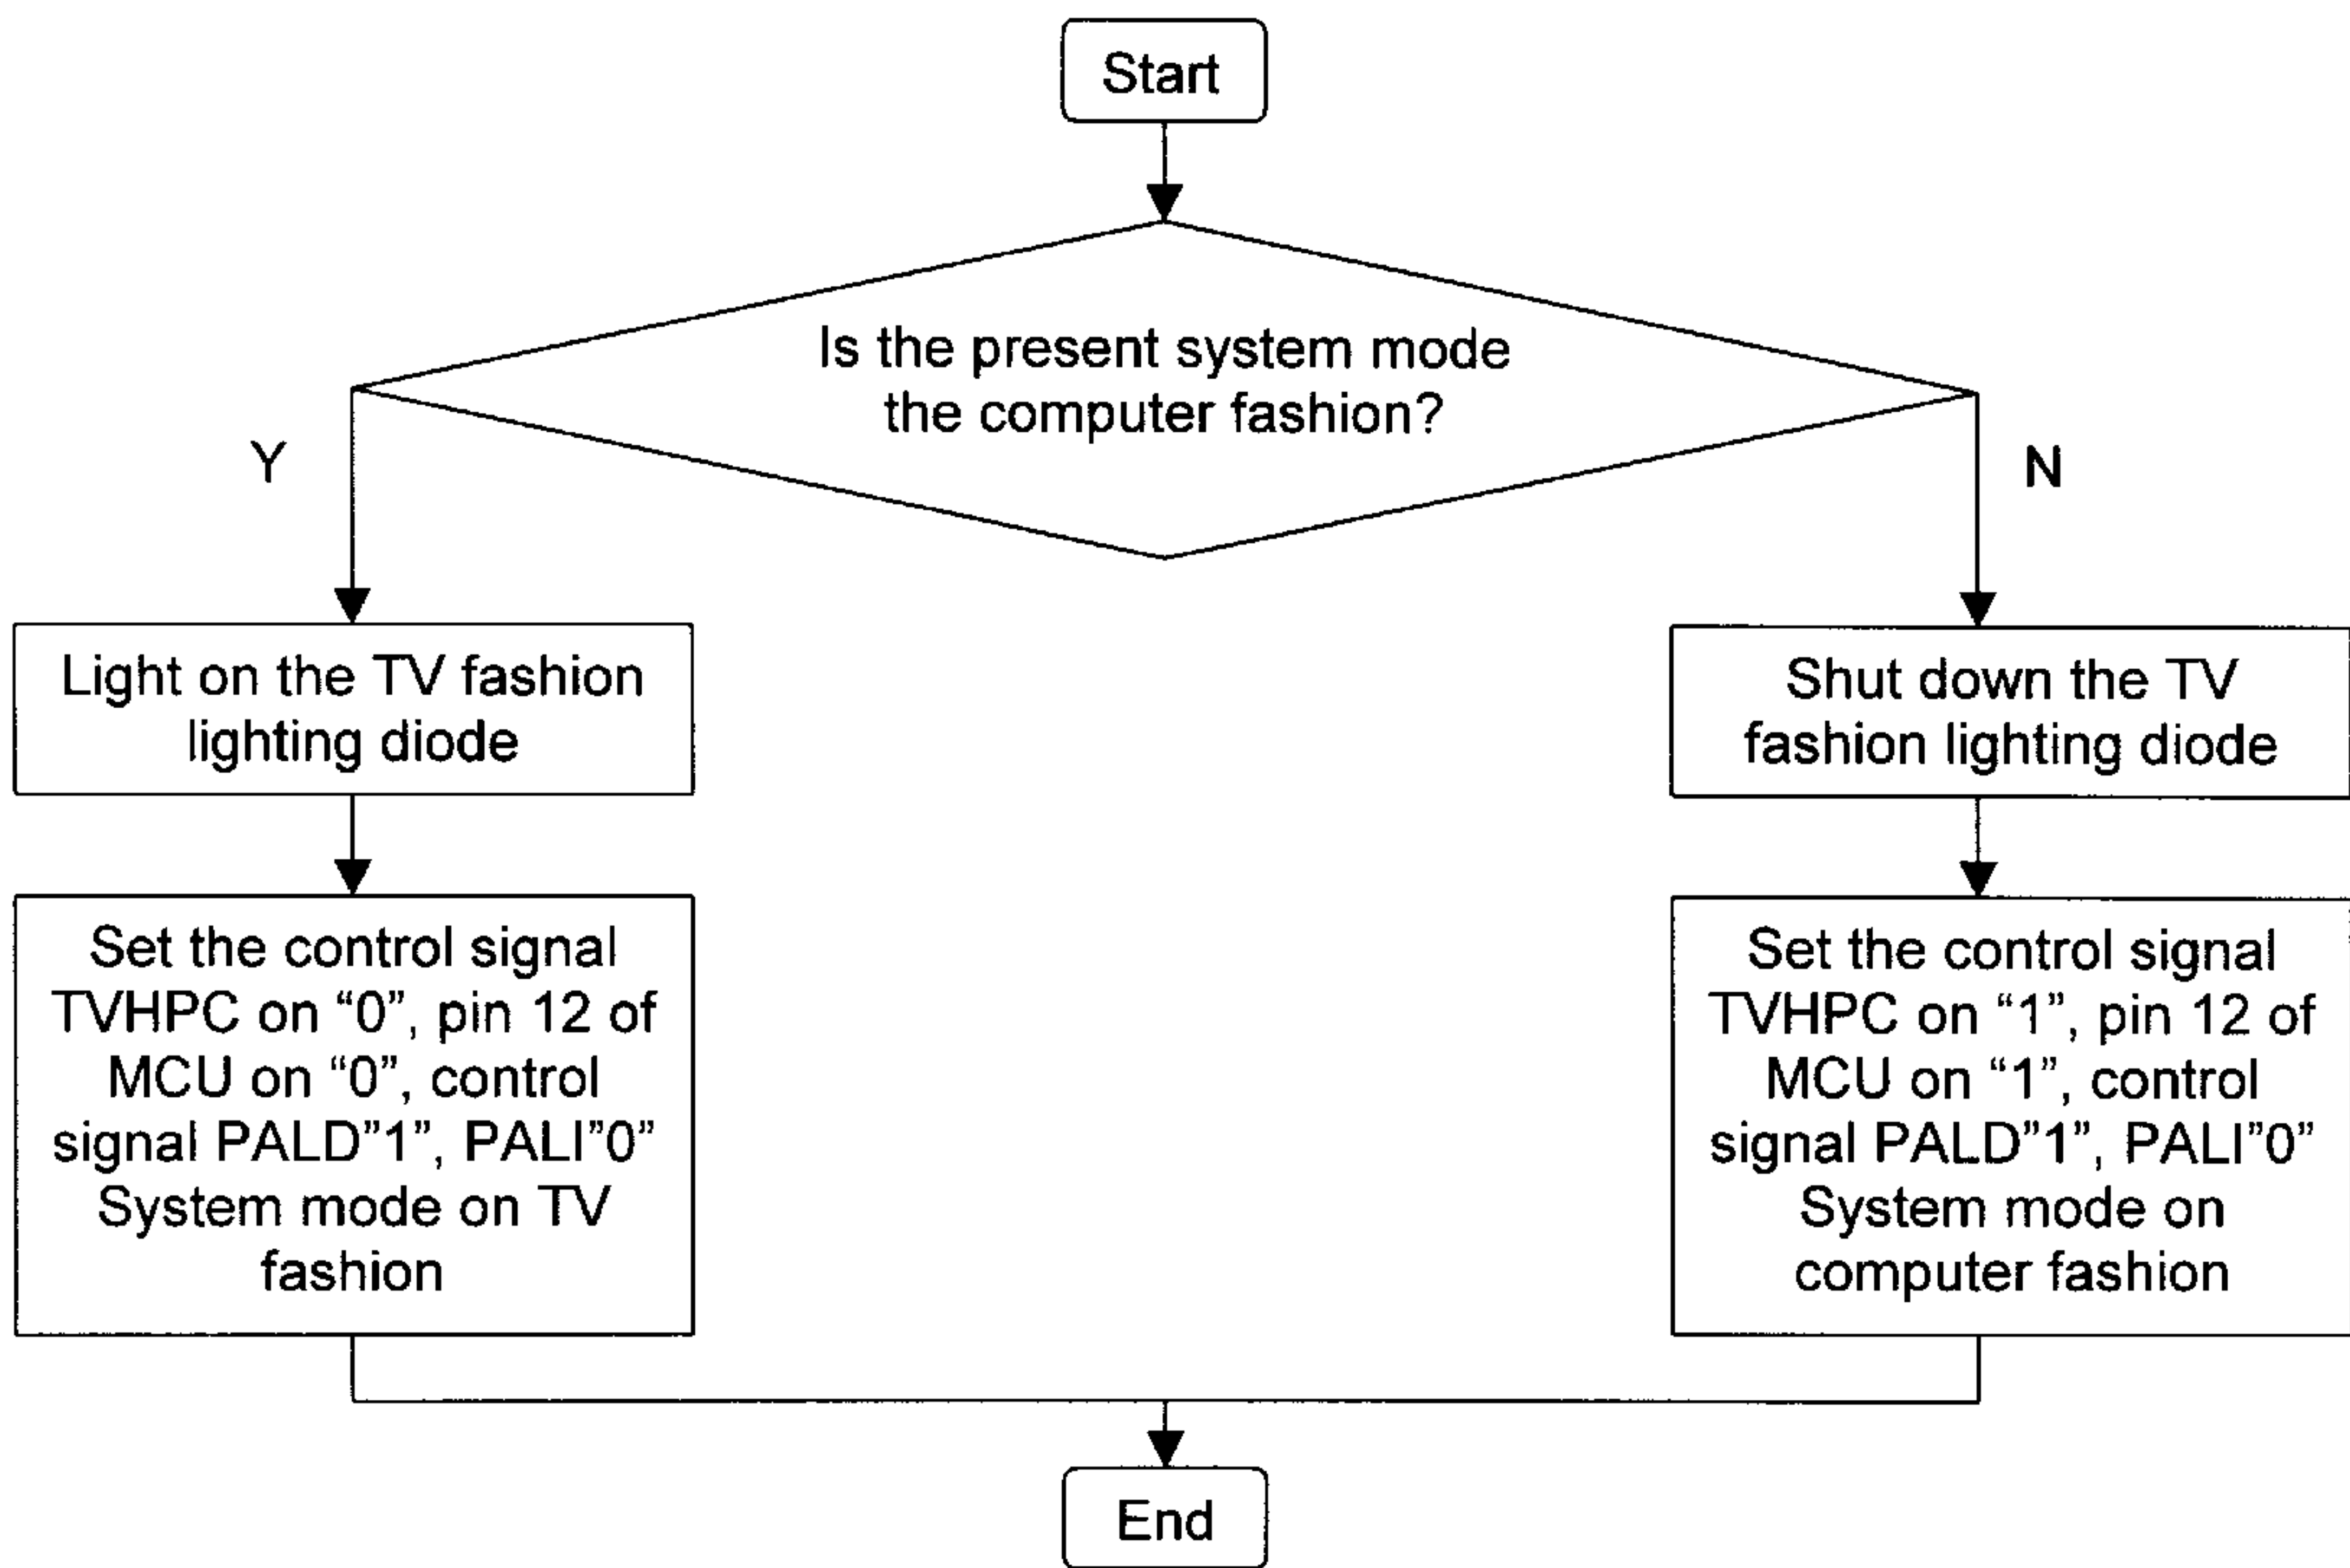 Start
Is the present system mode
the computer fashion?
Y
N
Light on the TV fashion
lighting diode
Shut down the TV
fashion lighting diode
Set the control signal
TVHPC on “0”, pin 12 of
MCU on “0”, control
signal PALD”1”, PALI”0”
System mode on TV
fashion
Set the control signal
TVHPC on “1”, pin 12 of
MCU on “1”, control
signal PALD”1”, PALI”0”
System mode on
computer fashion
End